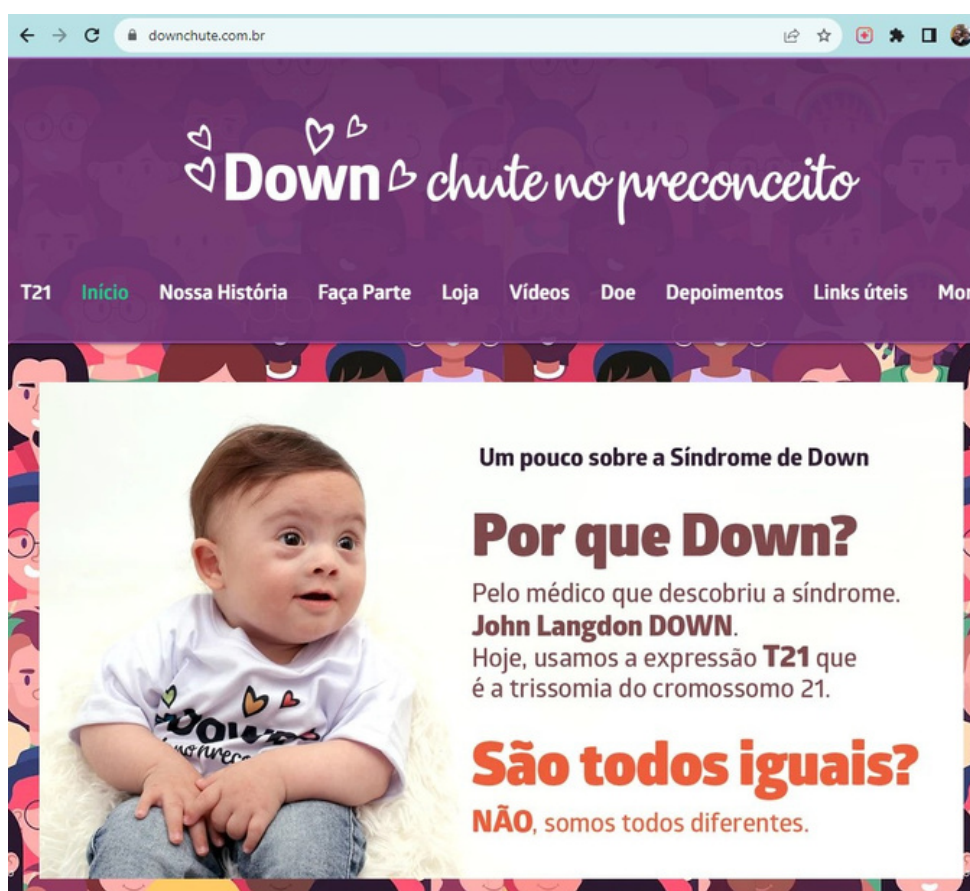 downchute.com.br
Down chute no preconceito
T21 Início Nossa História Faça Parte Loja Vídeos Doe Depoimentos Links úteis
Um pouco sobre a Síndrome de Down
Por que Down?
Pelo médico que descobriu a síndrome.
John Langdon DOWN.
Hoje, usamos a expressão T21 que
é a trissomia do cromossomo 21.
São todos iguais?
NÃO, somos todos diferentes.
DOWN